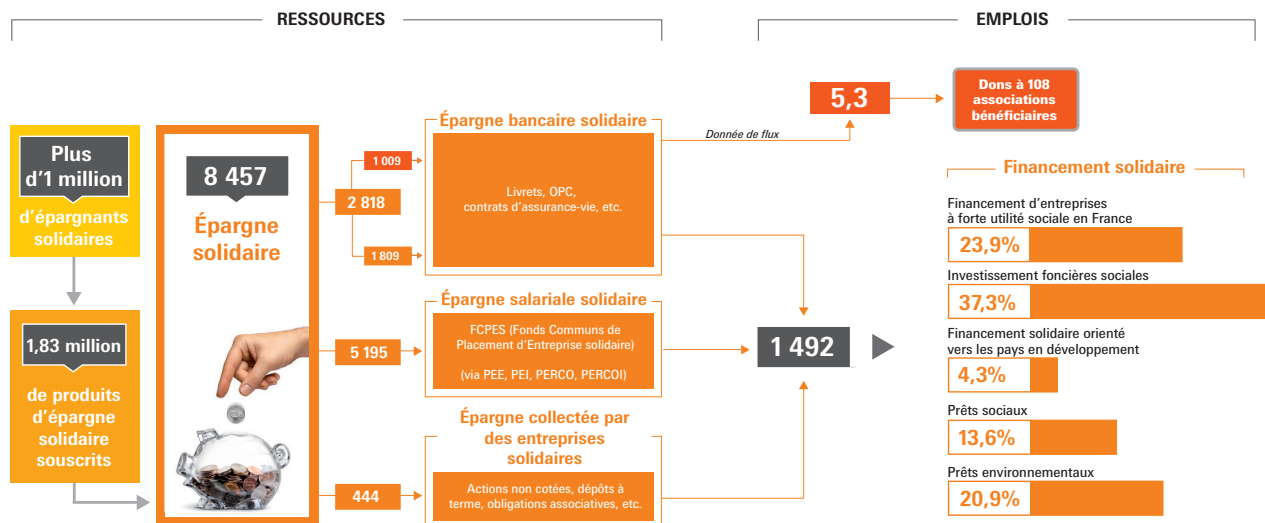 RESSOURCES
EMPLOIS
Plus
d'1 million
d'épargnants
solidaires
1,83 million
de produits
d'épargne
solidaire
souscrits
8 457
Épargne
solidaire
2 818
1 009
1 809
5 195
444
Épargne bancaire solidaire
Livrets, OPC,
contrats d'assurance-vie, etc.
Épargne salariale solidaire
FCPES (Fonds Communs de
Placement d'Entreprise solidaire)
(via PEE, PEI, PERCO, PERCOI)
Épargne collectée par
des entreprises
solidaires
Actions non cotées, dépôts à
terme, obligations associatives, etc.
Donnée de flux
5,3
Dons à 108
associations
bénéficiaires
1 492
Financement solidaire
Financement d'entreprises
à forte utilité sociale en France
23,9%
Investissement foncières sociales
37,3%
Financement solidaire orienté
vers les pays en développement
4,3%
Prêts sociaux
13,6%
Prêts environnementaux
20,9%